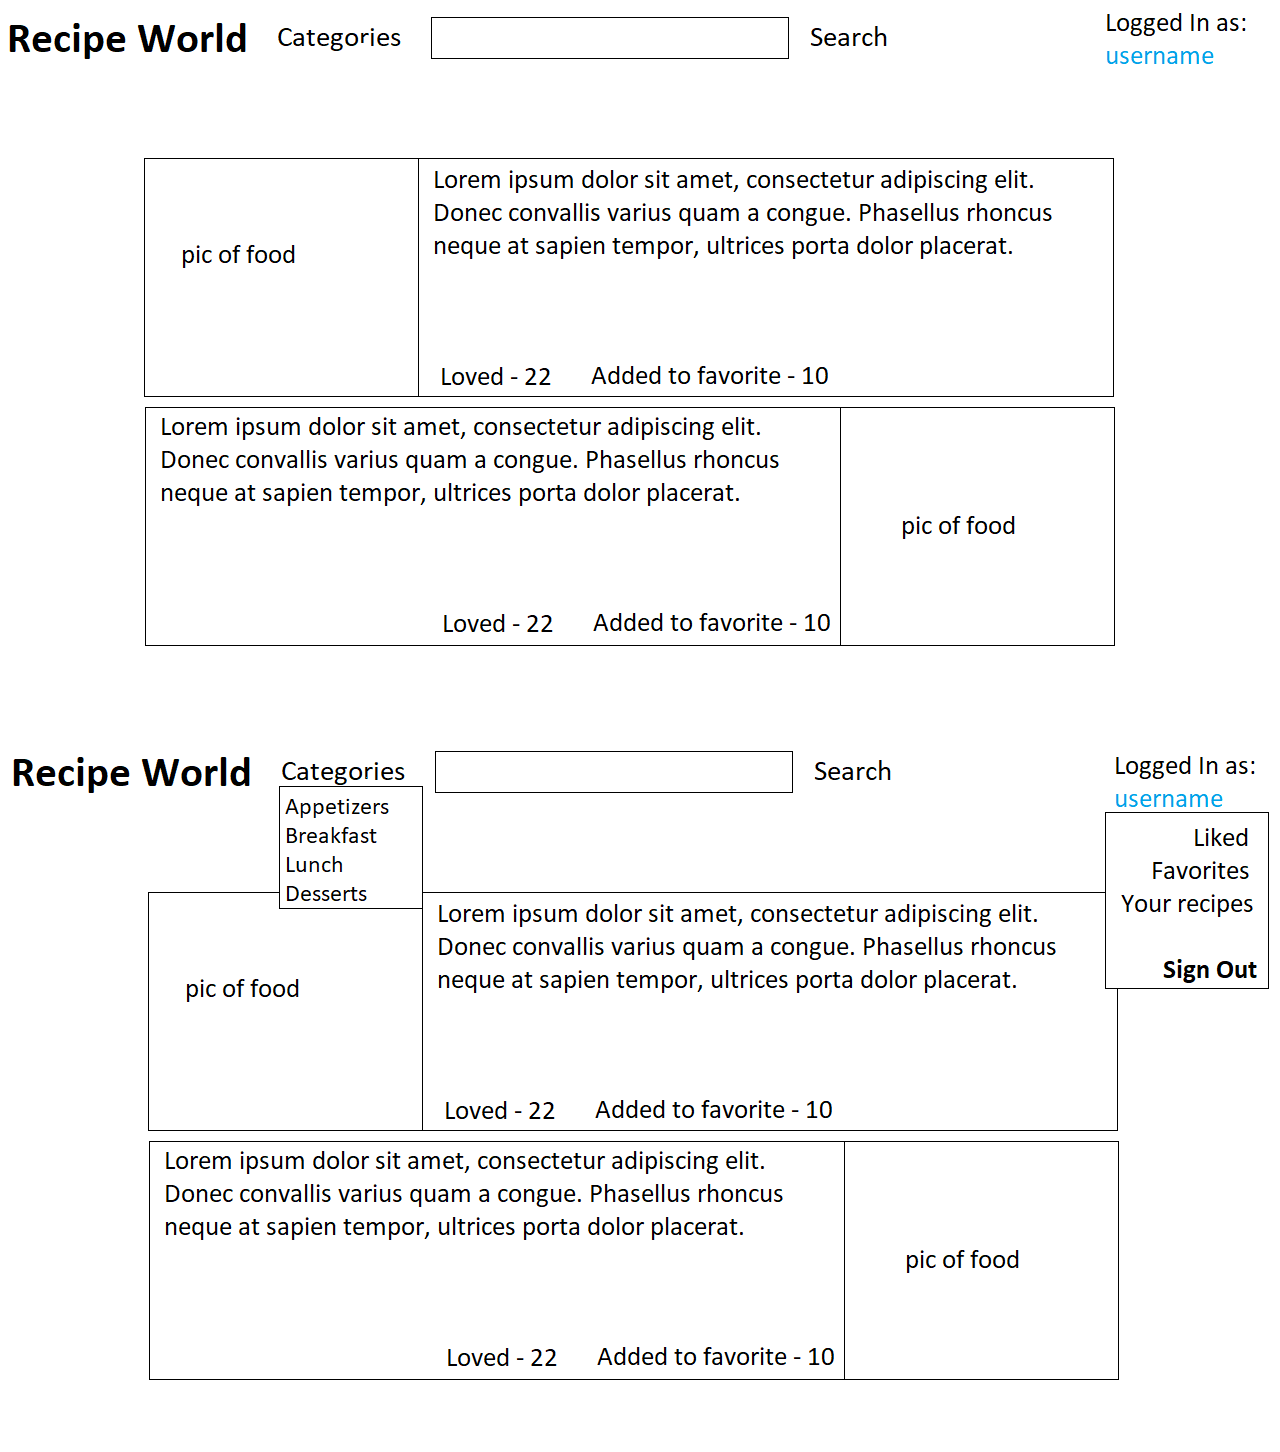 Recipe World Categories Search Logged In as:
username
Lorem ipsum dolor sit amet, consectetur adipiscing elit.
Donec convallis varius quam a congue. Phasellus rhoncus
neque at sapien tempor, ultrices porta dolor placerat.
pic of food
Loved - 22 Added to favorite - 10
Lorem ipsum dolor sit amet, consectetur adipiscing elit.
Donec convallis varius quam a congue. Phasellus rhoncus
neque at sapien tempor, ultrices porta dolor placerat.
pic of food
Loved - 22 Added to favorite - 10
Recipe World Categories Search Logged In as:
username
Appetizers
Breakfast
Lunch
Desserts
Liked
Favorites
Your recipes
Sign Out
Lorem ipsum dolor sit amet, consectetur adipiscing elit.
Donec convallis varius quam a congue. Phasellus rhoncus
neque at sapien tempor, ultrices porta dolor placerat.
pic of food
Loved - 22 Added to favorite - 10
Lorem ipsum dolor sit amet, consectetur adipiscing elit.
Donec convallis varius quam a congue. Phasellus rhoncus
neque at sapien tempor, ultrices porta dolor placerat.
pic of food
Loved - 22 Added to favorite - 10